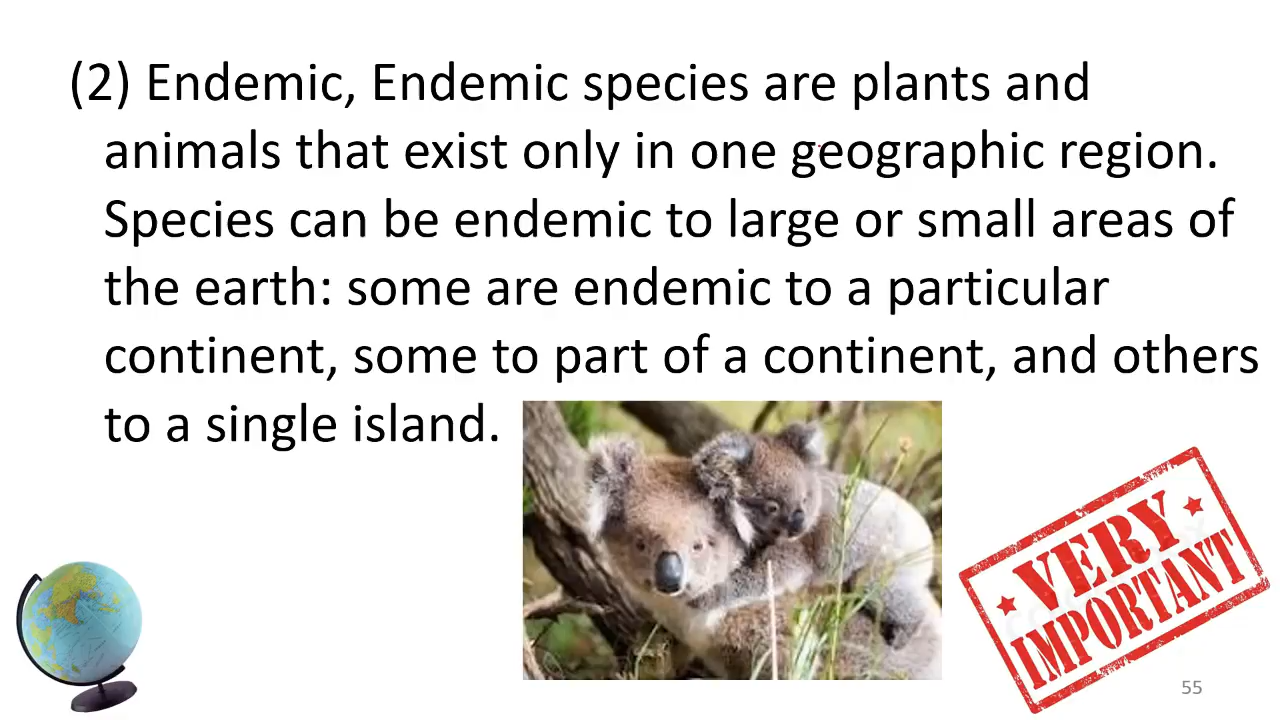 (2) Endemic, Endemic species are plants and
animals that exist only in one geographic region.
Species can be endemic to large or small areas of
the earth: some are endemic to a particular
continent, some to part of a continent, and others
to a single island.
VERY
IMPORTANT
55